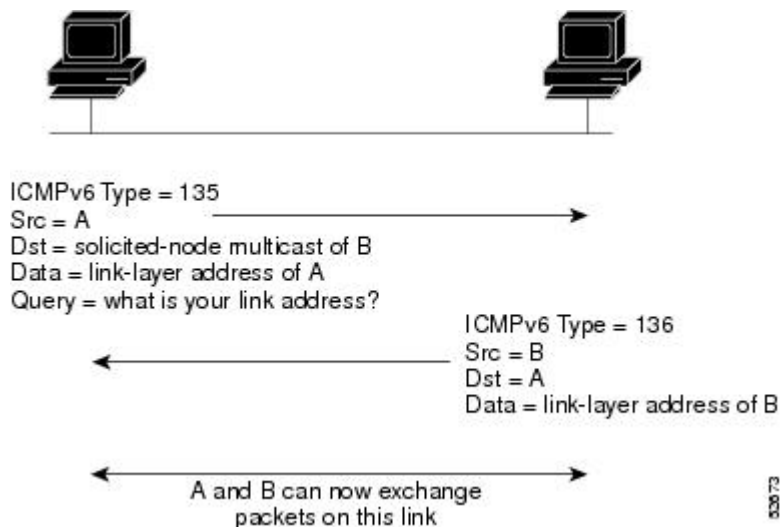 ICMPv6 Type = 135
Src = A
Dst = solicited-node multicast of B
Data = link-layer address of A
Query = what is your link address?
ICMPv6 Type = 136
Src = B
Dst = A
Data = link-layer address of B
A and B can now exchange
packets on this link